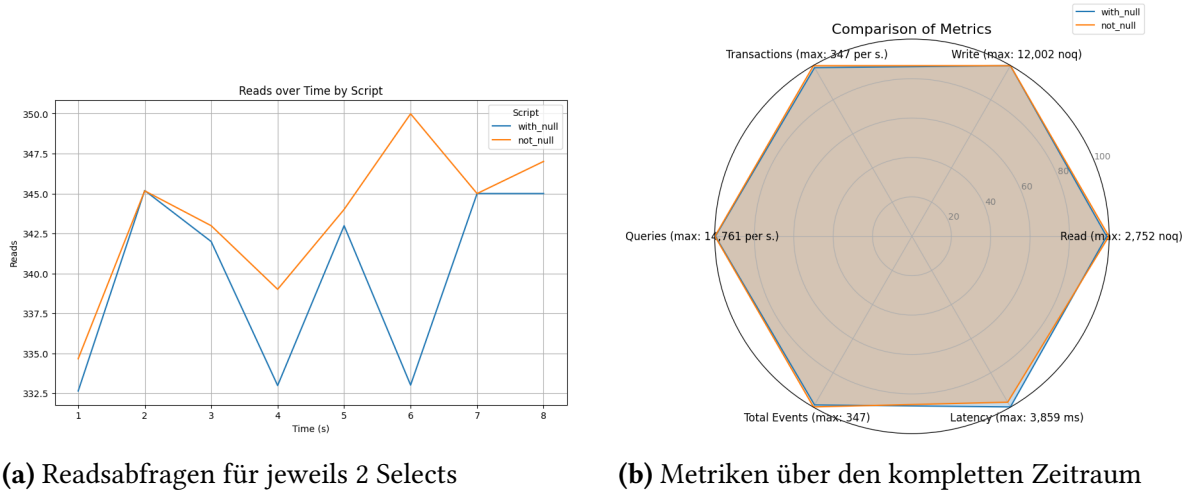 Reads over Time by Script
Reads
350.0
347.5
345.0
342.5
340.0
337.5
335.0
332.5
Script
with_null
not_null
1 2 3 4 5 6 7 8
Time (s)
(a) Readsabfragen für jeweils 2 Selects
with_null
not_null
Comparison of Metrics
Transactions (max: 347 per s.)
Write (max: 12,002 noq)
100
80
60
40
20
Queries (max: 14,761 per s.)
Read (max: 2,752 noq)
Total Events (max: 347)
Latency (max: 3,859 ms)
(b) Metriken über den kompletten Zeitraum